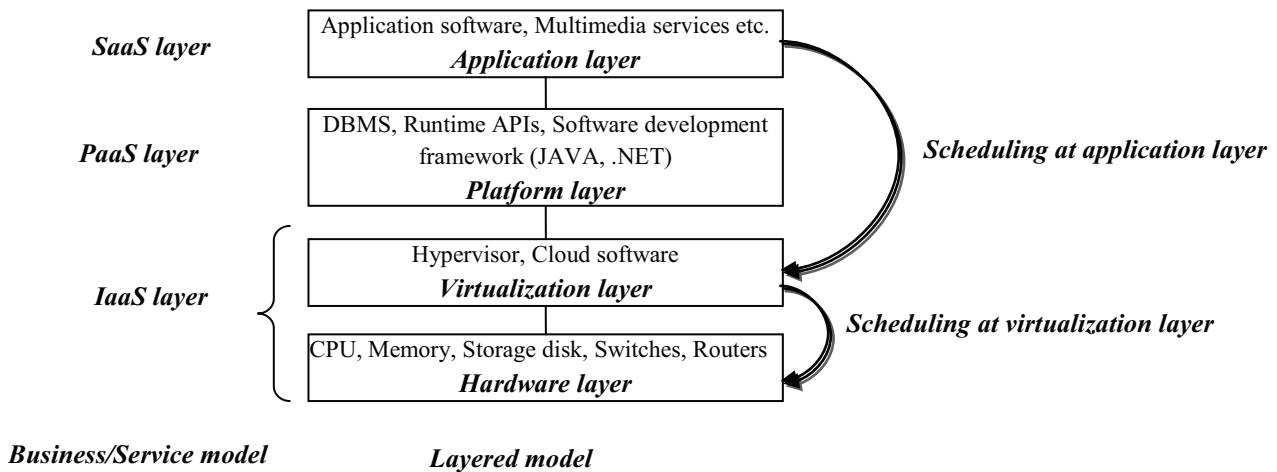 SaaS layer
Application software, Multimedia services etc.
Application layer
PaaS layer
DBMS, Runtime APIs, Software development
framework (JAVA, .NET)
Platform layer
Scheduling at application layer
IaaS layer
Hypervisor, Cloud software
Virtualization layer
Scheduling at virtualization layer
CPU, Memory, Storage disk, Switches, Routers
Hardware layer
Business/Service model
Layered model